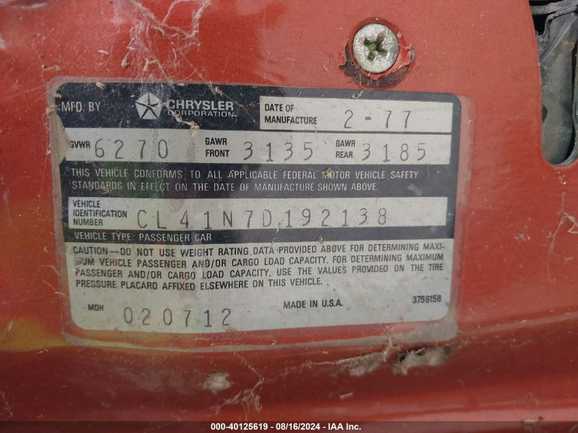 MFD. BY CHRYSLER CORPORATION DATE OF MANUFACTURE 2-77
GVWR 6270 GAWR FRONT 3135 GAWR REAR 3185
THIS VEHICLE CONFORMS TO ALL APPLICABLE FEDERAL MOTOR VEHICLE SAFETY
STANDARDS IN EFFECT ON THE DATE OF MANUFACTURE SHOWN ABOVE.
VEHICLE IDENTIFICATION NUMBER CL41N7D192138
VEHICLE TYPE: PASSENGER CAR
CAUTION—DO NOT USE WEIGHT RATING DATA PROVIDED ABOVE FOR DETERMINING MAXI-
MUM VEHICLE PASSENGER AND/OR CARGO LOAD CAPACITY. FOR DETERMINING MAXIMUM
PASSENGER AND/OR CARGO LOAD CAPACITY, USE THE VALUES PROVIDED ON THE TIRE
PRESSURE PLACARD AFFIXED ELSEWHERE ON THIS VEHICLE.
MDH 020712 MADE IN U.S.A. 3756158
000-40125619 - 08/16/2024 - IAA Inc.